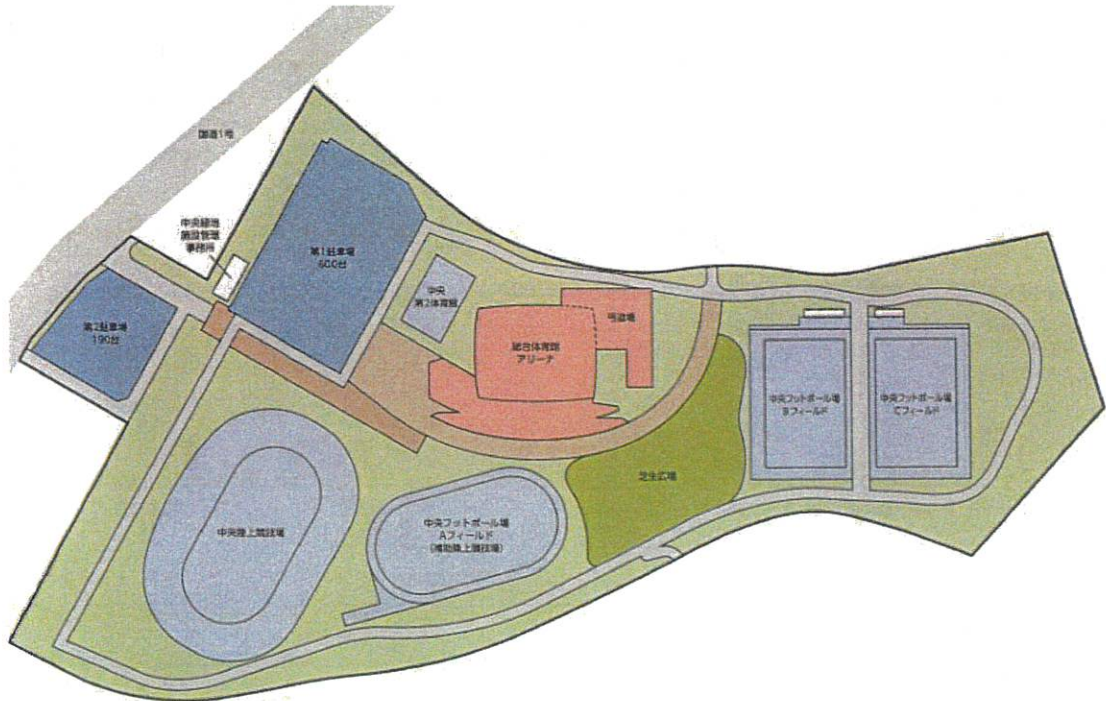 国道1号
中央緑地
施設管理
事務所
第1駐車場
600台
第2駐車場
190台
中央
第2体育館
弓道場
総合体育館
アリーナ
中央フットボール場
Bフィールド
中央フットボール場
Cフィールド
芝生広場
中央陸上競技場
中央フットボール場
Aフィールド
(補助陸上競技場)